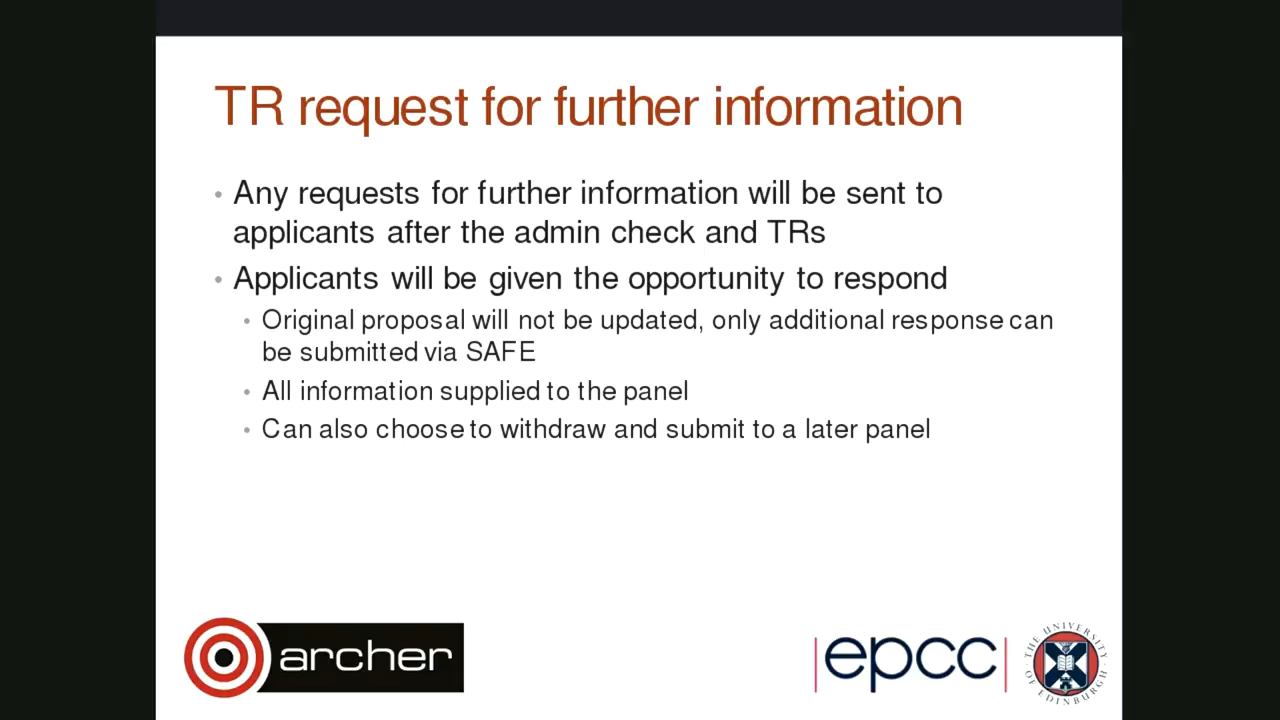 TR request for further information
• Any requests for further information will be sent to
applicants after the admin check and TRs
• Applicants will be given the opportunity to respond
• Original proposal will not be updated, only additional response can
be submitted via SAFE
• All information supplied to the panel
• Can also choose to withdraw and submit to a later panel
archer
|epcc|
THE UNIVERSITY
OF EDINBURGH